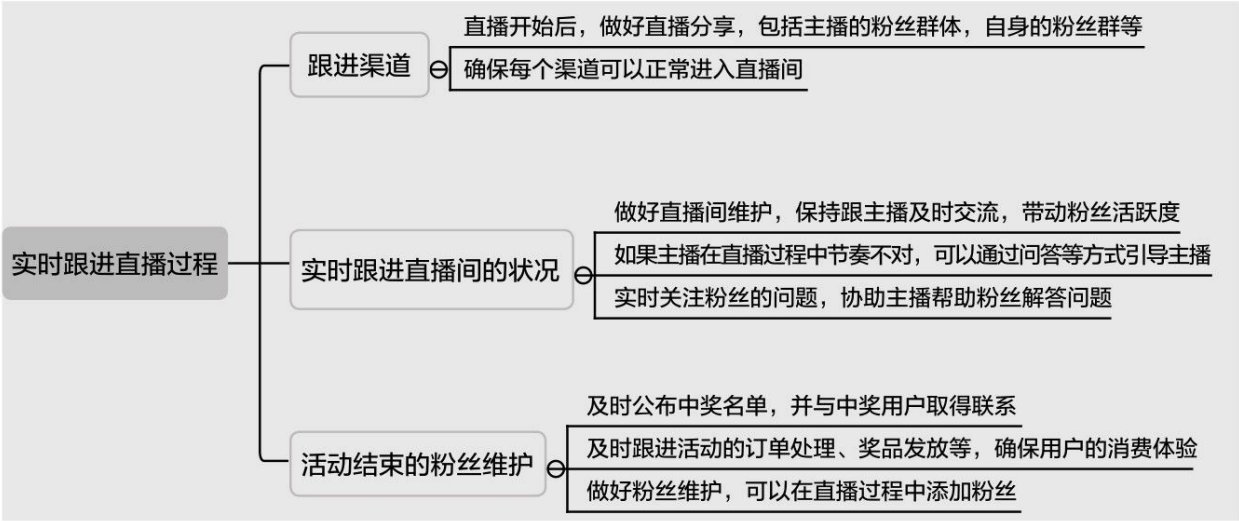 实时跟进直播过程
跟进渠道
直播开始后，做好直播分享，包括主播的粉丝群体，自身的粉丝群等
确保每个渠道可以正常进入直播间
实时跟进直播间的状况
做好直播间维护，保持跟主播及时交流，带动粉丝活跃度
如果主播在直播过程中节奏不对，可以通过问答等方式引导主播
实时关注粉丝的问题，协助主播帮助粉丝解答问题
活动结束的粉丝维护
及时公布中奖名单，并与中奖用户取得联系
及时跟进活动的订单处理、奖品发放等，确保用户的消费体验
做好粉丝维护，可以在直播过程中添加粉丝